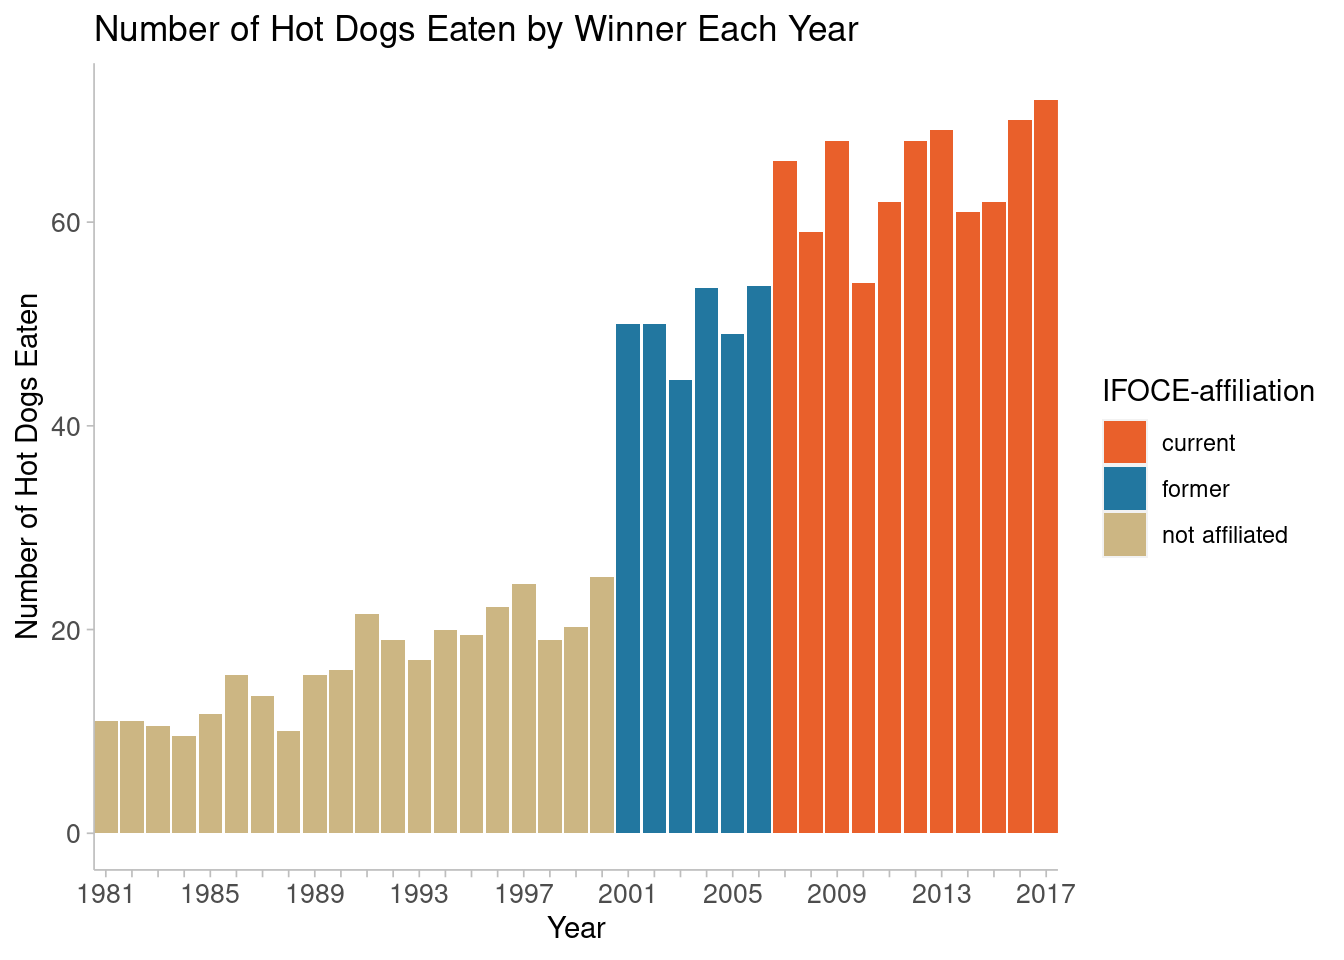 Number of Hot Dogs Eaten by Winner Each Year
Number of Hot Dogs Eaten
60
40
20
0
1981 1985 1989 1993 1997 2001 2005 2009 2013 2017
Year
IFOCE-affiliation
current
former
not affiliated